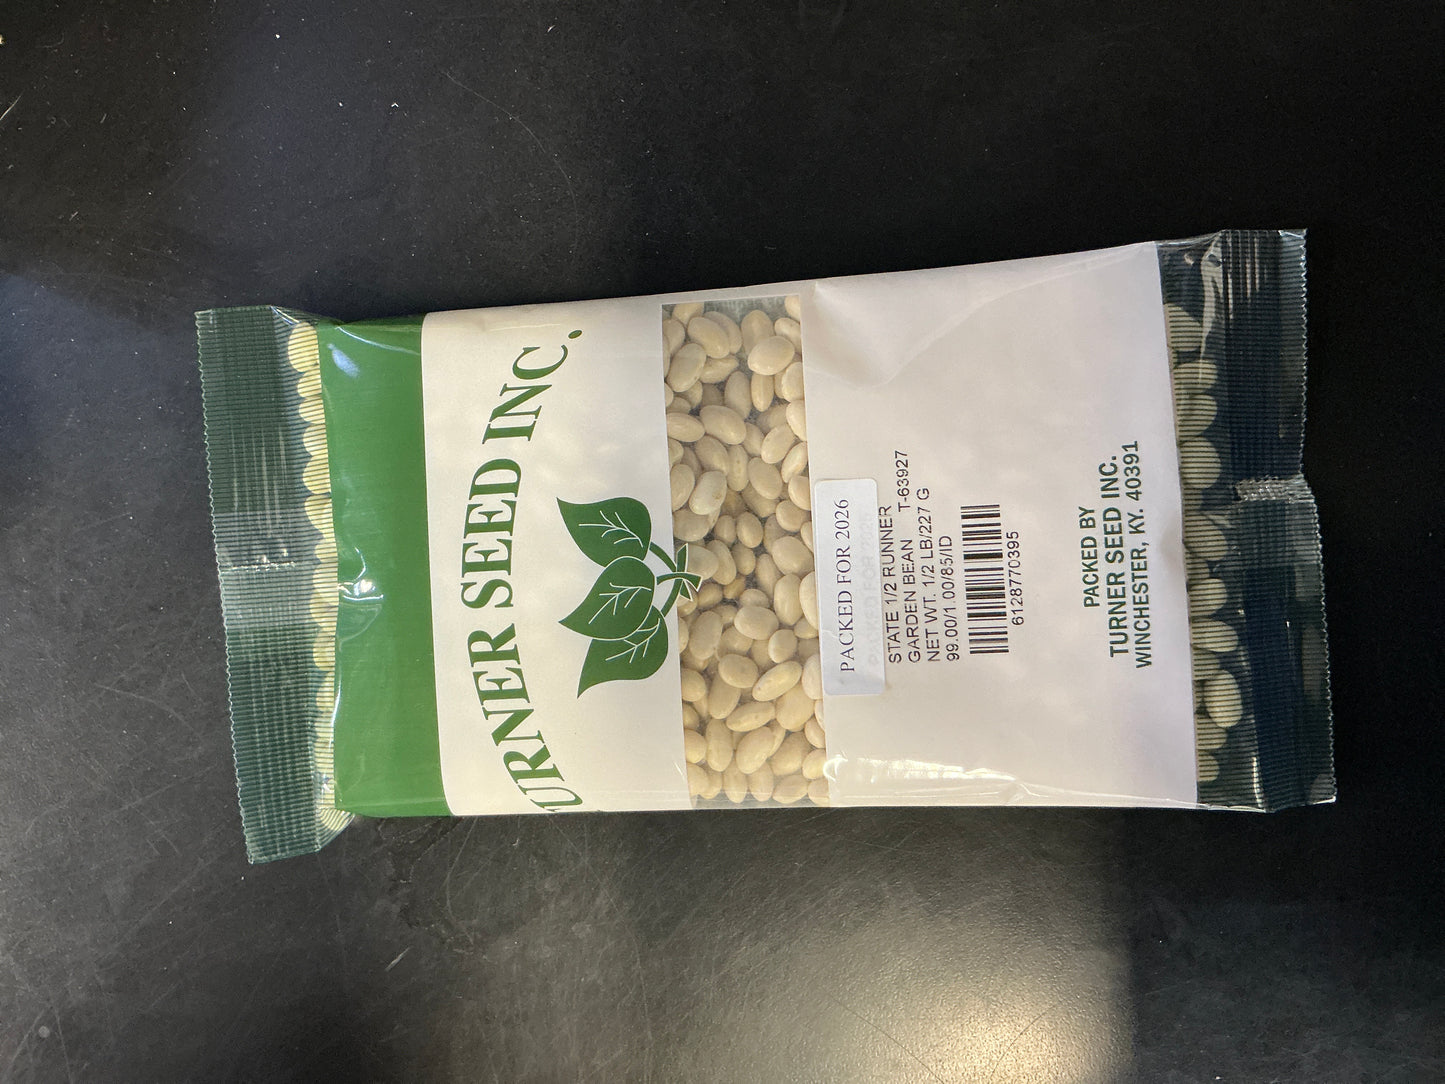 TURNER SEED INC.
PACKED FOR 2026
STATE 1/2 RUNNER
GARDEN BEAN T-63927
NET WT. 1/2 LB/227 G
99.00/1.00/85/ID
61287770395
PACKED BY
TURNER SEED INC.
WINCHESTER, KY. 40391